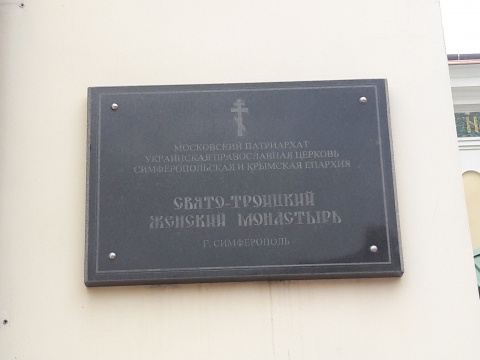 МОСКОВСКИЙ ПАТРИАРХАТ
УКРАИНСКАЯ ПРАВОСЛАВНАЯ ЦЕРКОВЬ
СИМФЕРОПОЛЬСКАЯ И КРЫМСКАЯ ЕПАРХИЯ
СВЯТО-ТРОИЦКИЙ
ЖЕНСКИЙ МОНАСТЫРЬ
Г. СИМФЕРОПОЛЬ